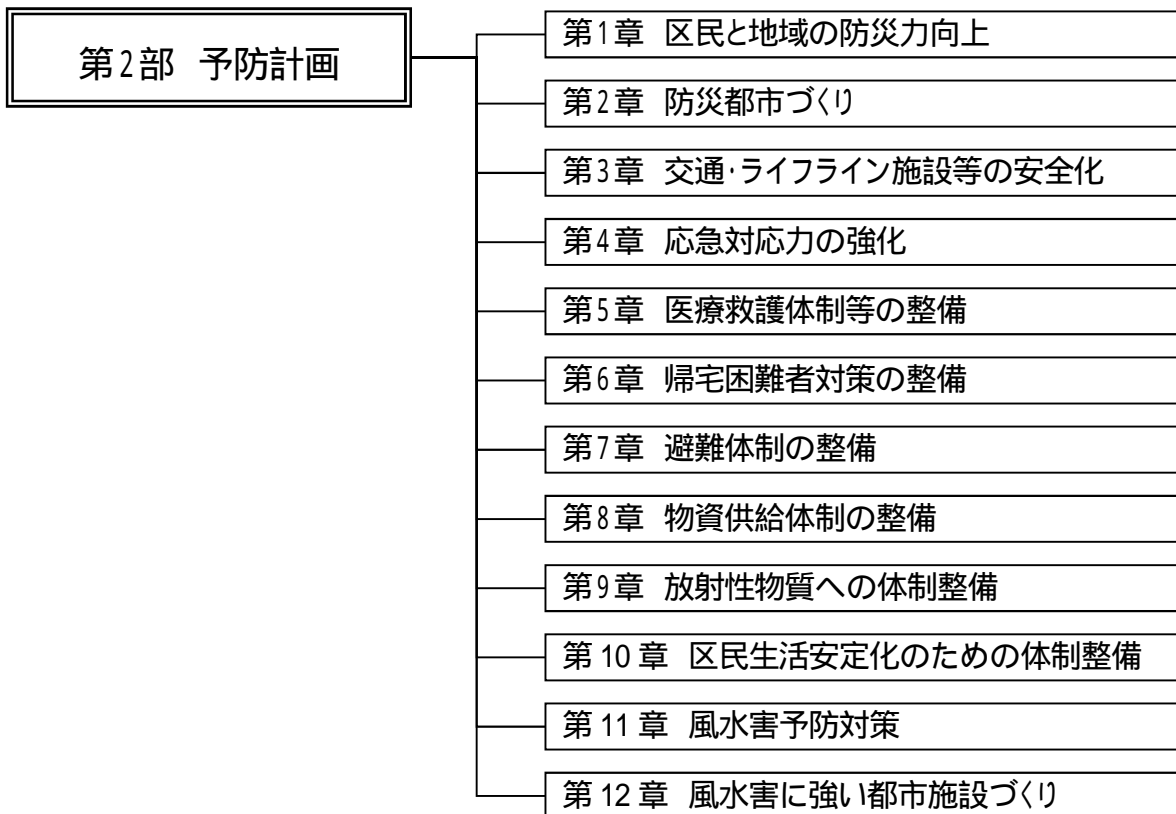 第2部 予防計画
第1章 区民と地域の防災力向上
第2章 防災都市づくり
第3章 交通・ライフライン施設等の安全化
第4章 応急対応力の強化
第5章 医療救護体制等の整備
第6章 帰宅困難者対策の整備
第7章 避難体制の整備
第8章 物資供給体制の整備
第9章 放射性物質への体制整備
第10章 区民生活安定化のための体制整備
第11章 風水害予防対策
第12章 風水害に強い都市施設づくり